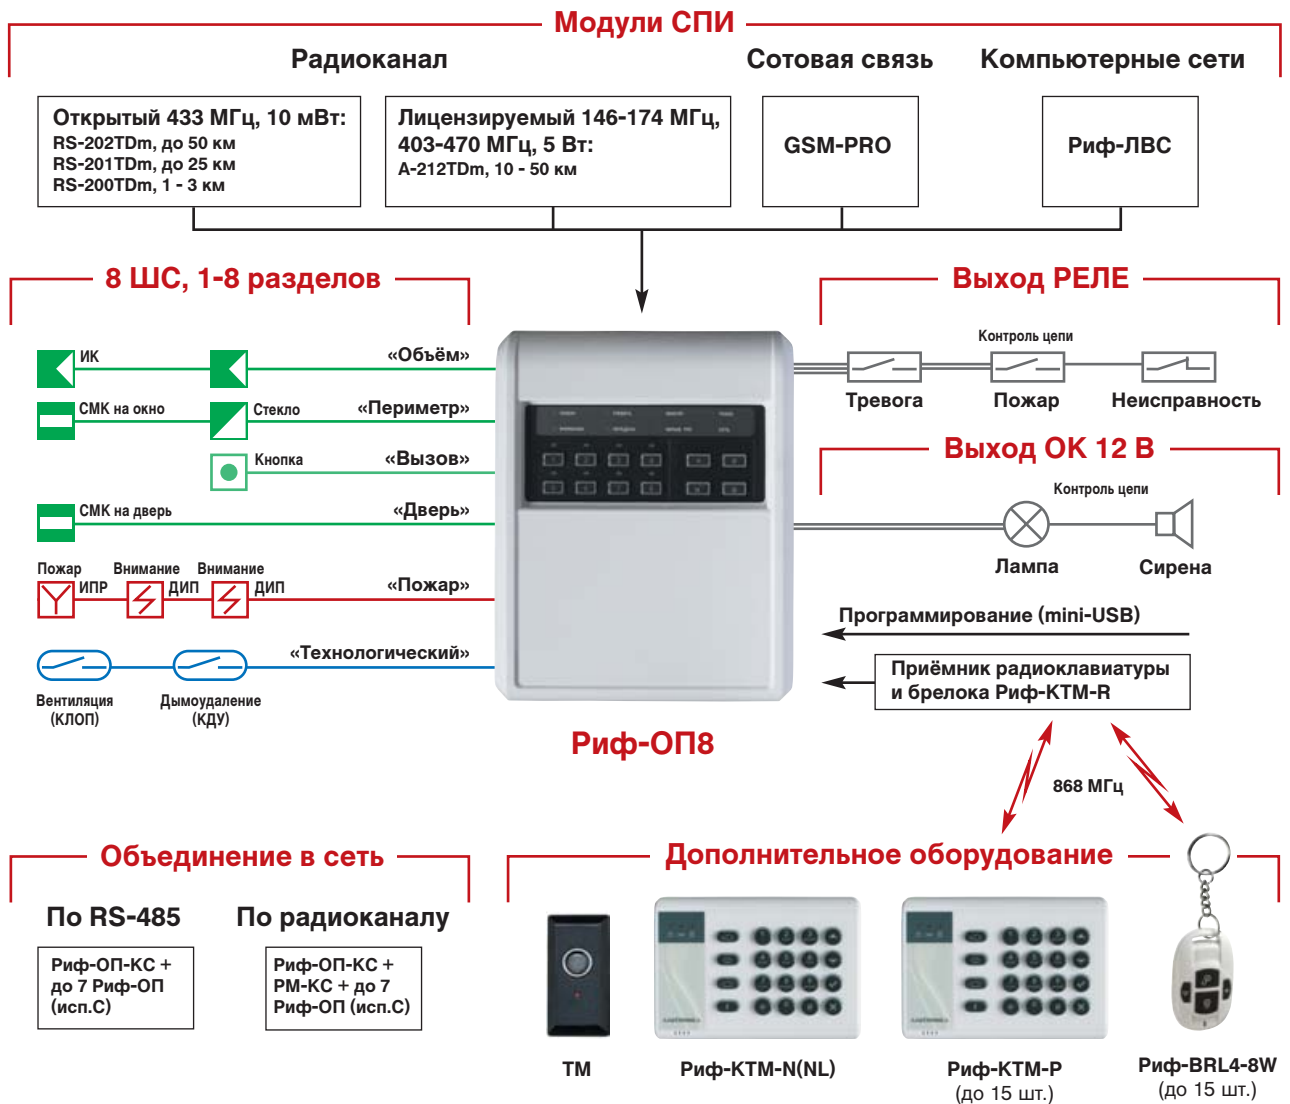 Модули СПИ
Радиоканал
Сотовая связь
Компьютерные сети
Открытый 433 МГц, 10 мВт:
RS-202TDm, до 50 км
RS-201TDm, до 25 км
RS-200TDm, 1 - 3 км
Лицензируемый 146-174 МГц,
403-470 МГц, 5 Вт:
А-212TDm, 10 - 50 км
GSM-PRO
Риф-ЛВС
8 ШС, 1-8 разделов
ИК
«Объём»
СМК на окно
Стекло
«Периметр»
Кнопка
«Вызов»
СМК на дверь
«Дверь»
Пожар
Внимание
Внимание
ИПР
ДИП
ДИП
«Пожар»
«Технологический»
Вентиляция
(КЛОП)
Дымоудаление
(КДУ)
Риф-ОП8
Выход РЕЛЕ
Контроль цепи
Тревога
Пожар
Неисправность
Выход ОК 12 В
Контроль цепи
Лампа
Сирена
Программирование (mini-USB)
Приёмник радиоклавиатуры
и брелока Риф-KTM-R
868 МГц
Объединение в сеть
По RS-485
По радиоканалу
Риф-ОП-КС +
до 7 Риф-ОП
(исп.С)
Риф-ОП-КС +
РМ-КС + до 7
Риф-ОП (исп.С)
Дополнительное оборудование
ТМ
Риф-KTM-N(NL)
Риф-KTM-P
(до 15 шт.)
Риф-BRL4-8W
(до 15 шт.)